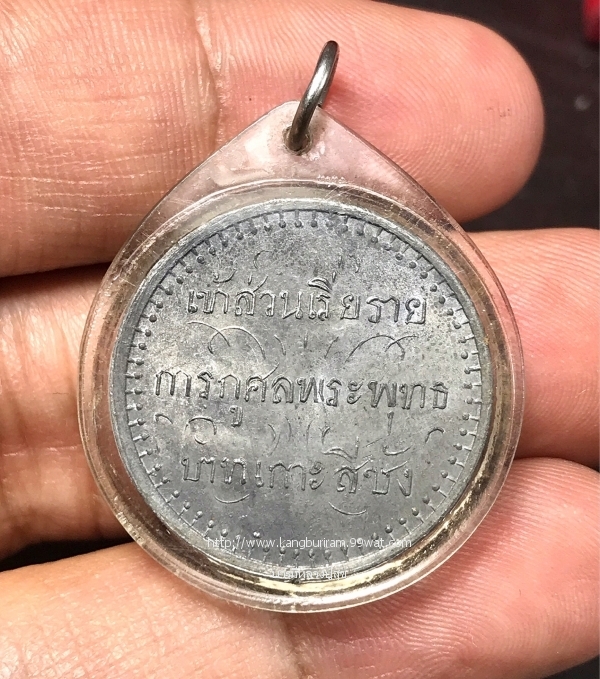 เข้าส่วนเรี่ยราย
การกุศลพระพุทธ
บาทเกาะสีชัง
http://www.Langburiram.99wat.com